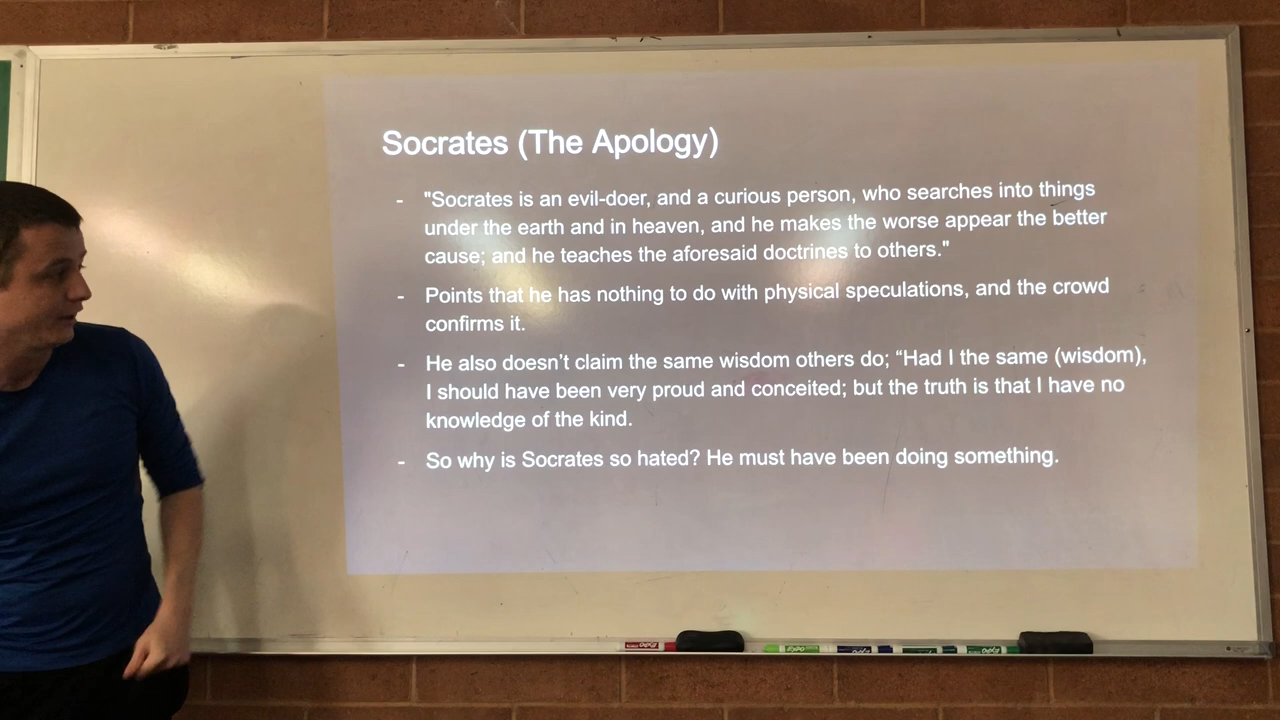 Socrates (The Apology)
- "Socrates is an evil-doer, and a curious person, who searches into things
under the earth and in heaven, and he makes the worse appear the better
cause; and he teaches the aforesaid doctrines to others."
- Points that he has nothing to do with physical speculations, and the crowd
confirms it.
- He also doesn’t claim the same wisdom others do; “Had I the same (wisdom),
I should have been very proud and conceited; but the truth is that I have no
knowledge of the kind.
- So why is Socrates so hated? He must have been doing something.
EXPO